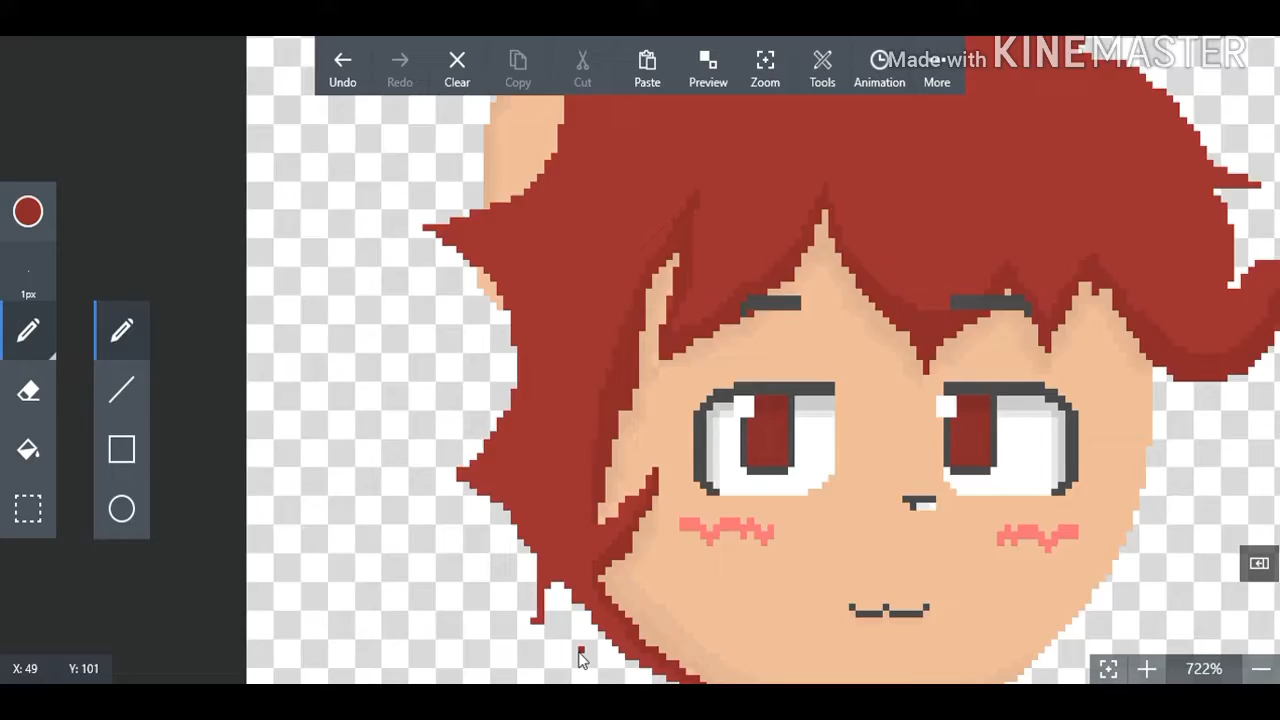 Made with KINEMASTER
Undo Redo Clear Copy Cut Paste Preview Zoom Tools Animation More
1px
X: 49 Y: 101
722%